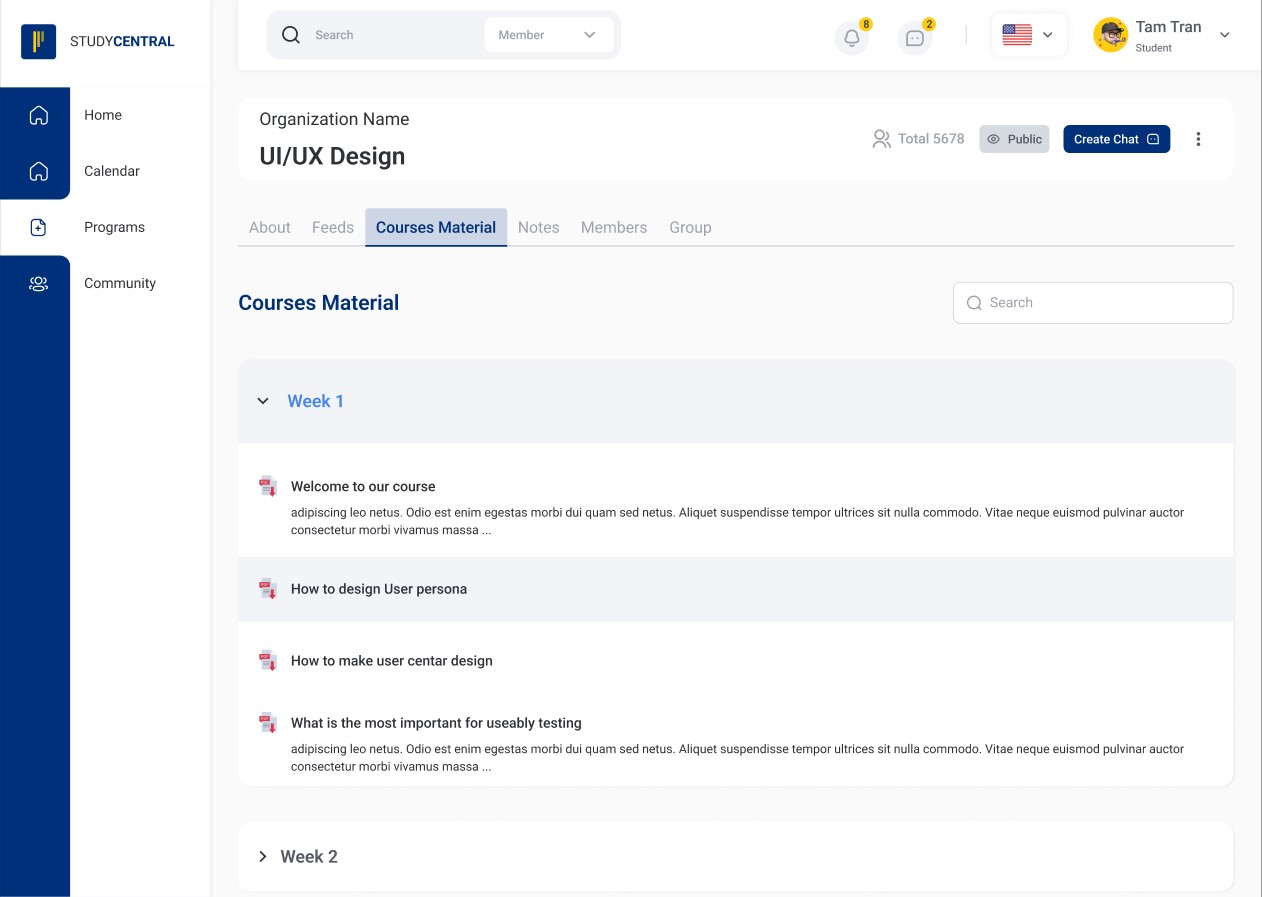 STUDYCENTRAL
Search
Member
8
2
Tam Tran
Student
Home
Calendar
Programs
Community
Organization Name
UI/UX Design
Total 5678
Public
Create Chat
About
Feeds
Courses Material
Notes
Members
Group
Courses Material
Search
Week 1
Welcome to our course
adipiscing leo netus. Odio est enim egestas morbi dui quam sed netus. Aliquet suspendisse tempor ultrices sit nulla commodo. Vitae neque euismod pulvinar auctor
consectetur morbi vivamus massa ...
How to design User persona
How to make user centar design
What is the most important for useably testing
adipiscing leo netus. Odio est enim egestas morbi dui quam sed netus. Aliquet suspendisse tempor ultrices sit nulla commodo. Vitae neque euismod pulvinar auctor
consectetur morbi vivamus massa ...
Week 2